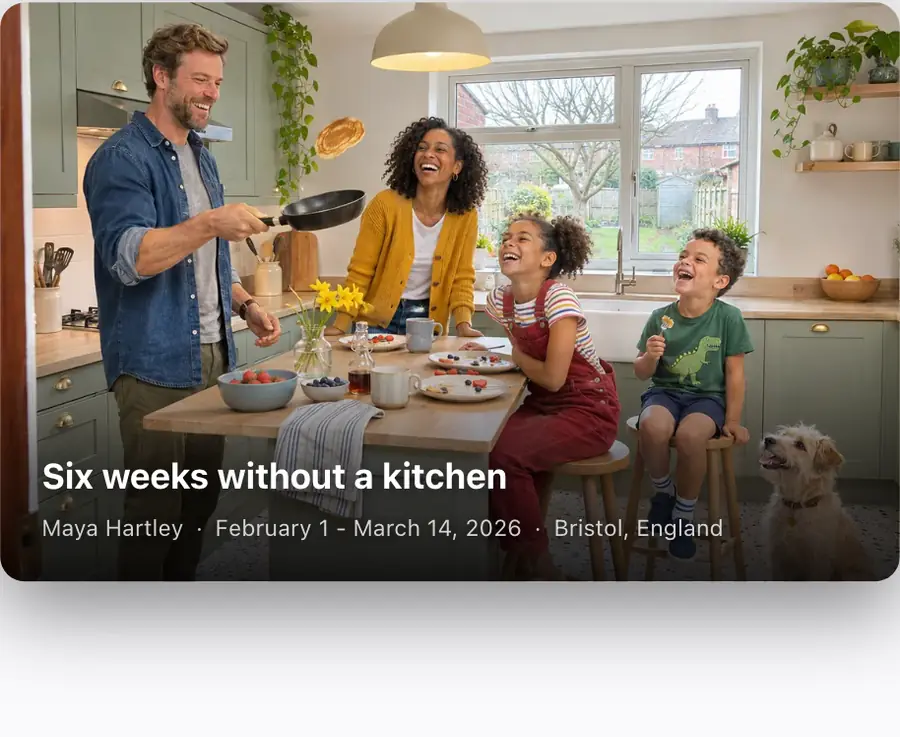 Six weeks without a kitchen
Maya Hartley · February 1 - March 14, 2026 · Bristol, England